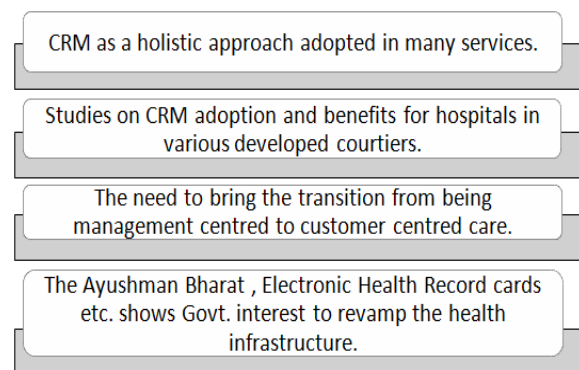 CRM as a holistic approach adopted in many services.
Studies on CRM adoption and benefits for hospitals in
various developed courtiers.
The need to bring the transition from being
management centred to customer centred care.
The Ayushman Bharat , Electronic Health Record cards
etc. shows Govt. interest to revamp the health
infrastructure.